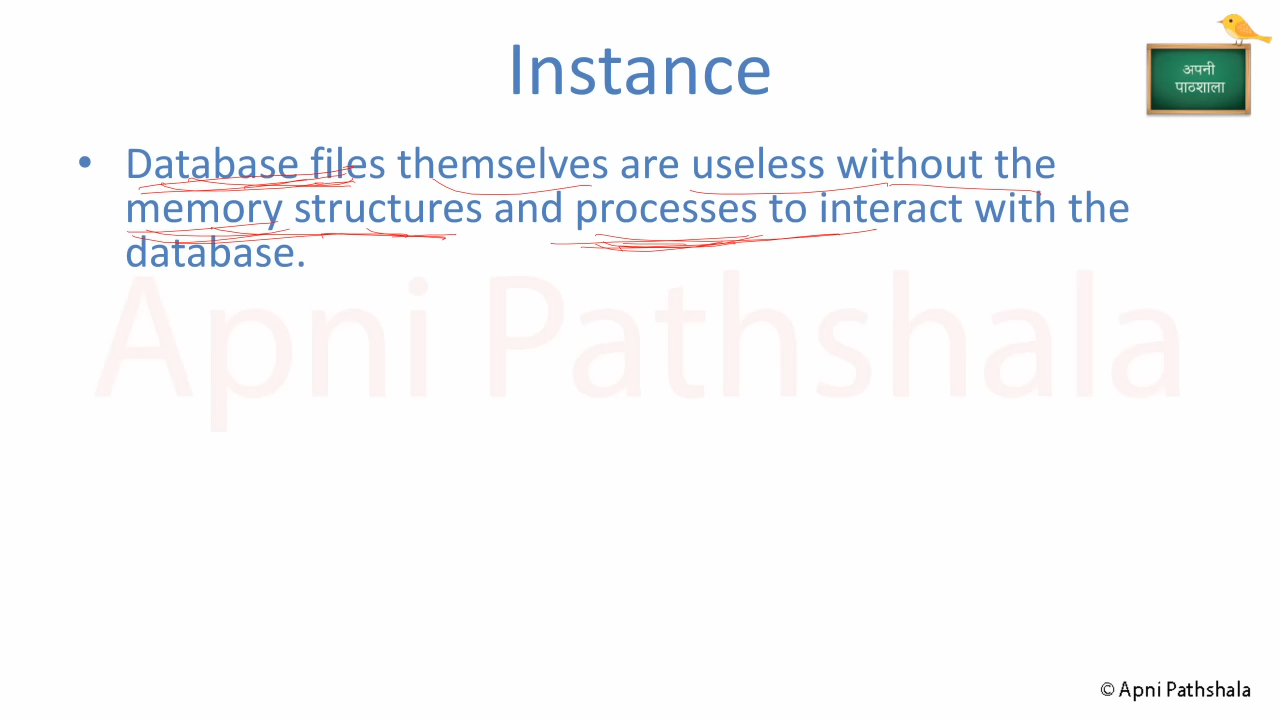 Instance
अपनी
पाठशाला
• Database files themselves are useless without the
memory structures and processes to interact with the
database.
Apni Pathshala
© Apni Pathshala